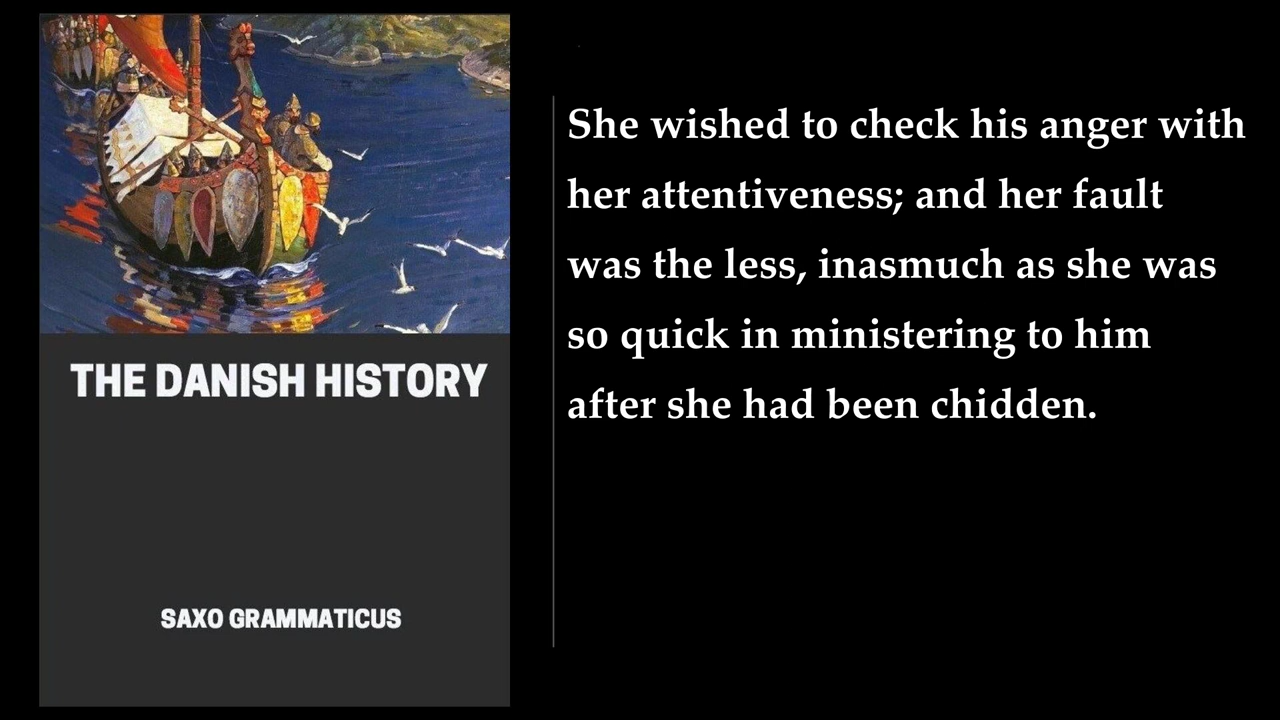 THE DANISH HISTORY
SAXO GRAMMATICUS
She wished to check his anger with
her attentiveness; and her fault
was the less, inasmuch as she was
so quick in ministering to him
after she had been chidden.